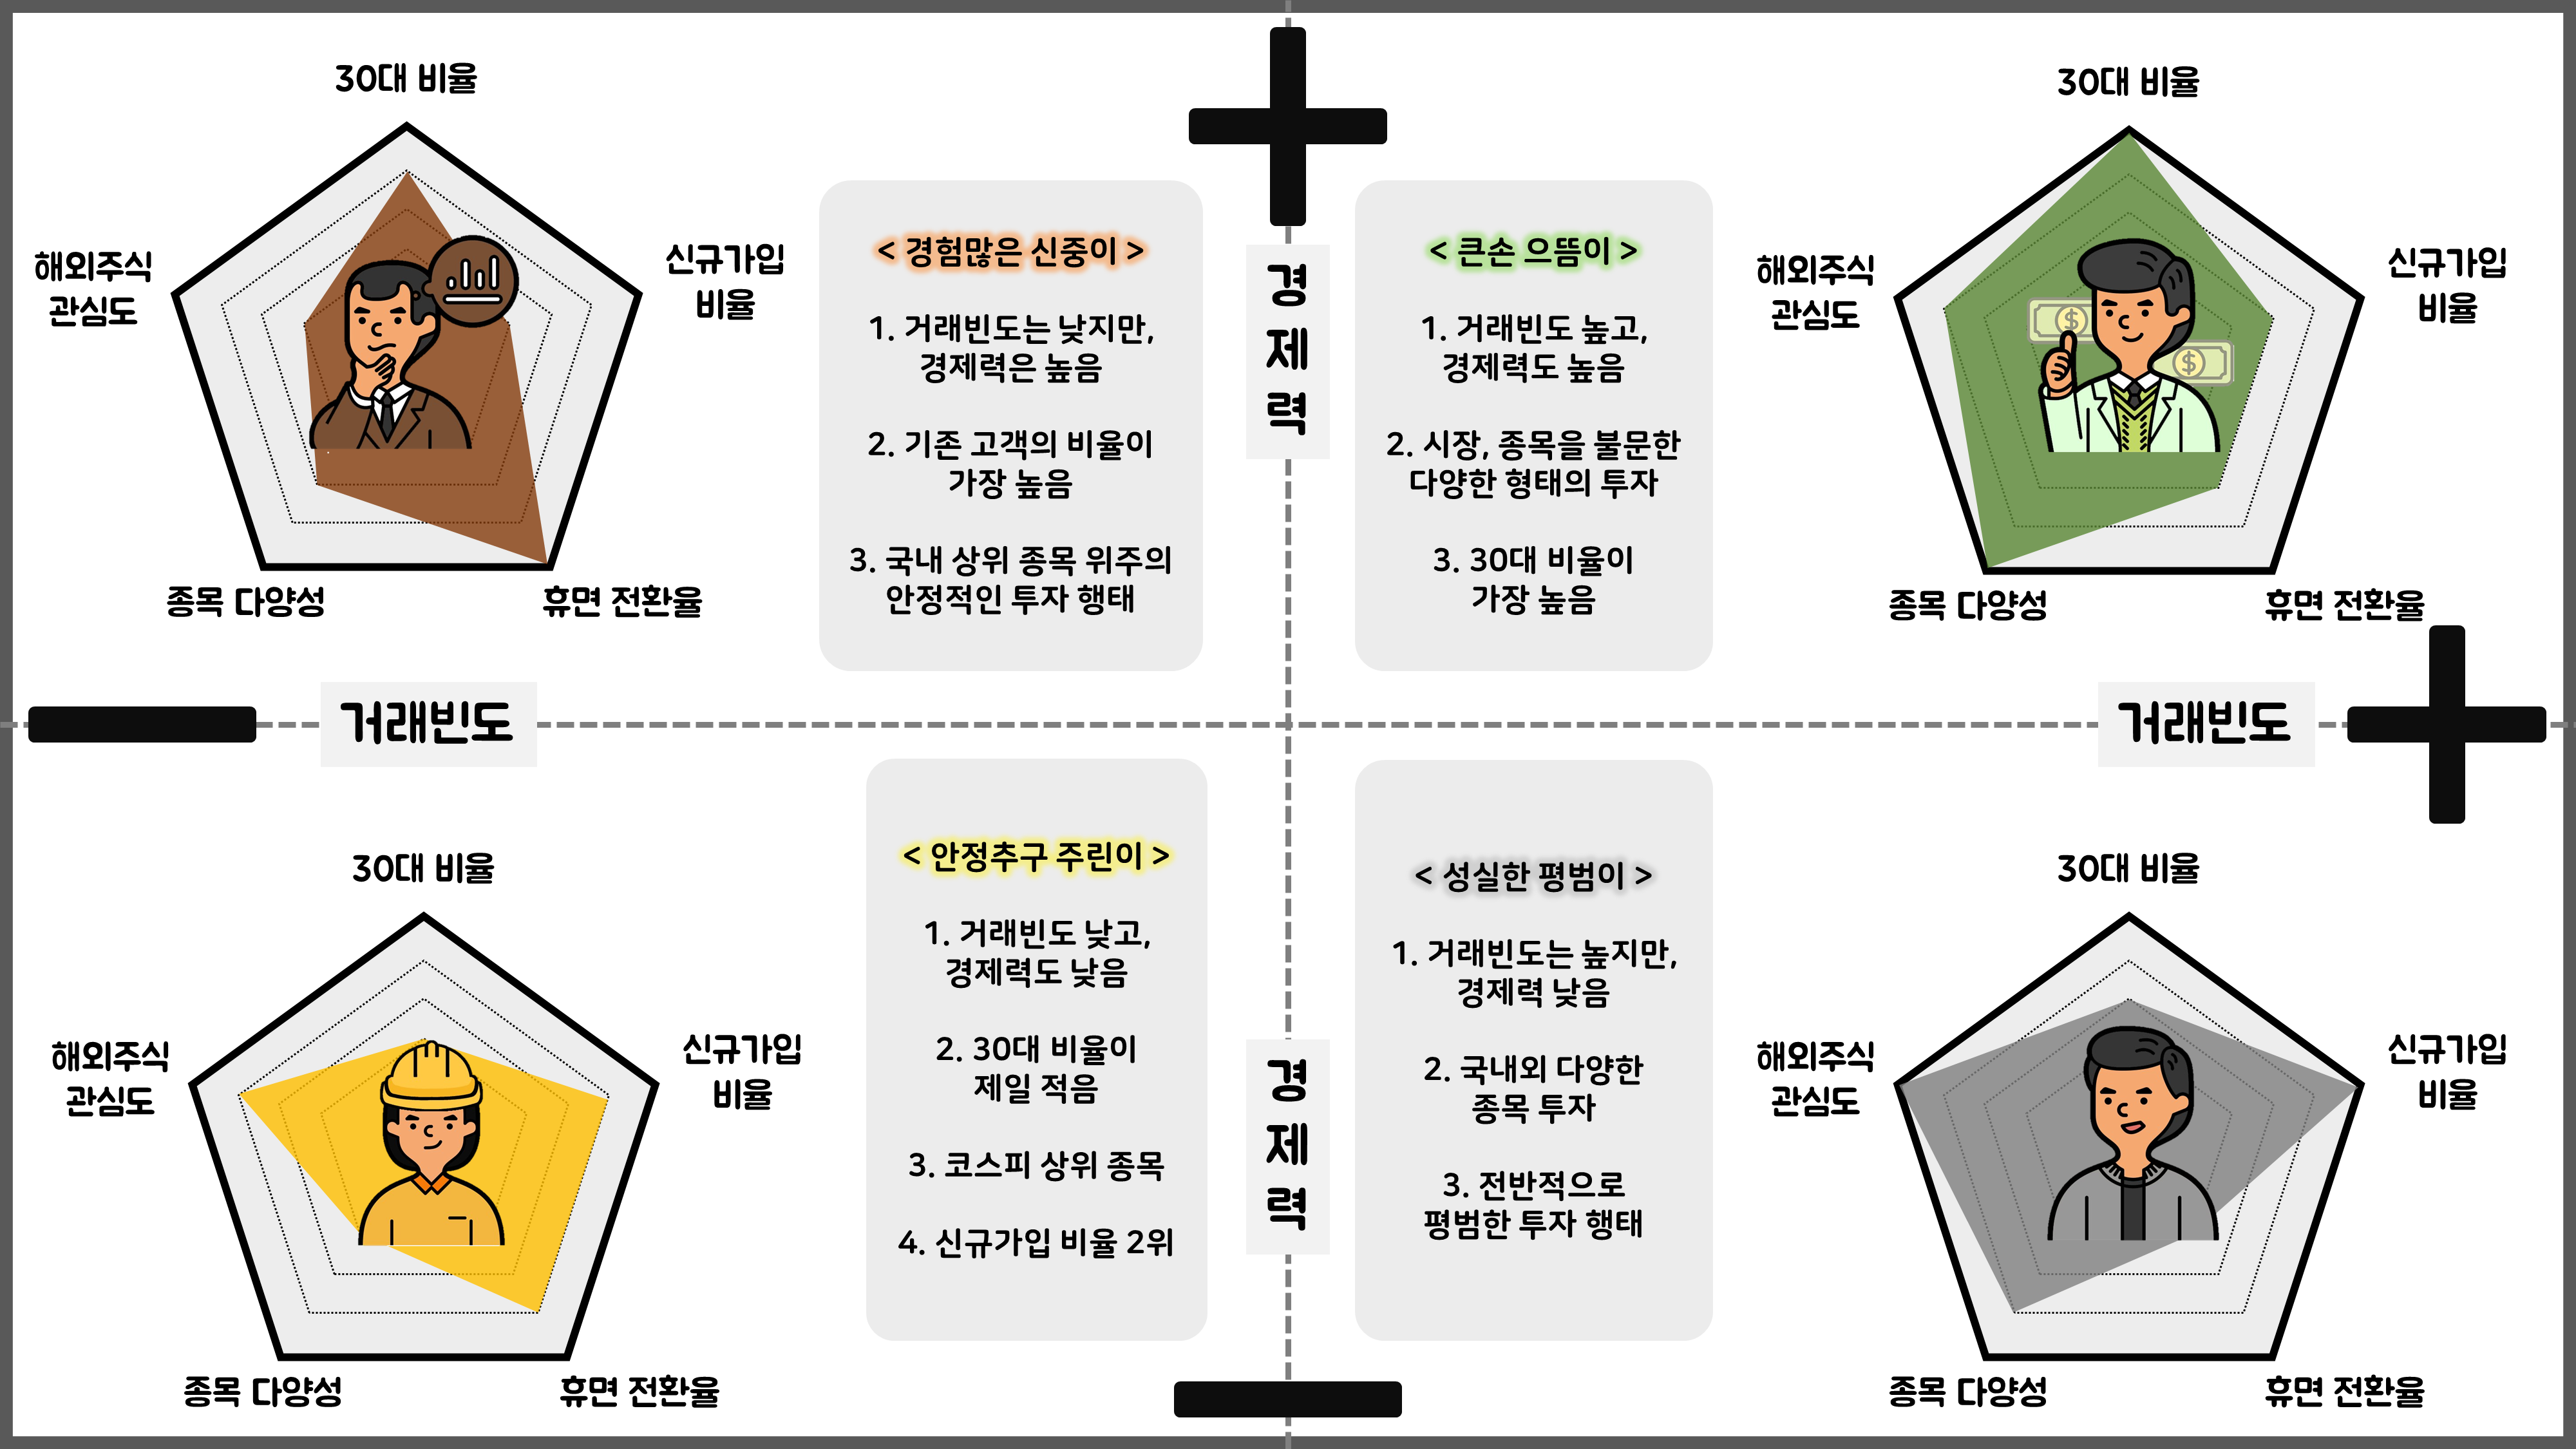 30대 비율
해외주식
관심도
신규가입
비율
종목 다양성
휴면 전환율
< 경험많은 신중이 >
1. 거래빈도는 낮지만,
경제력은 높음
2. 기존 고객의 비율이
가장 높음
3. 국내 상위 종목 위주의
안정적인 투자 행태
경
제
력
< 큰손 으뜸이 >
1. 거래빈도 높고,
경제력도 높음
2. 시장, 종목을 불문한
다양한 형태의 투자
3. 30대 비율이
가장 높음
30대 비율
해외주식
관심도
신규가입
비율
종목 다양성
휴면 전환율
거래빈도
거래빈도
30대 비율
해외주식
관심도
신규가입
비율
종목 다양성
휴면 전환율
< 안정추구 주린이 >
1. 거래빈도 낮고,
경제력도 낮음
2. 30대 비율이
제일 적음
3. 코스피 상위 종목
4. 신규가입 비율 2위
경
제
력
< 성실한 평범이 >
1. 거래빈도는 높지만,
경제력 낮음
2. 국내외 다양한
종목 투자
3. 전반적으로
평범한 투자 행태
30대 비율
해외주식
관심도
신규가입
비율
종목 다양성
휴면 전환율